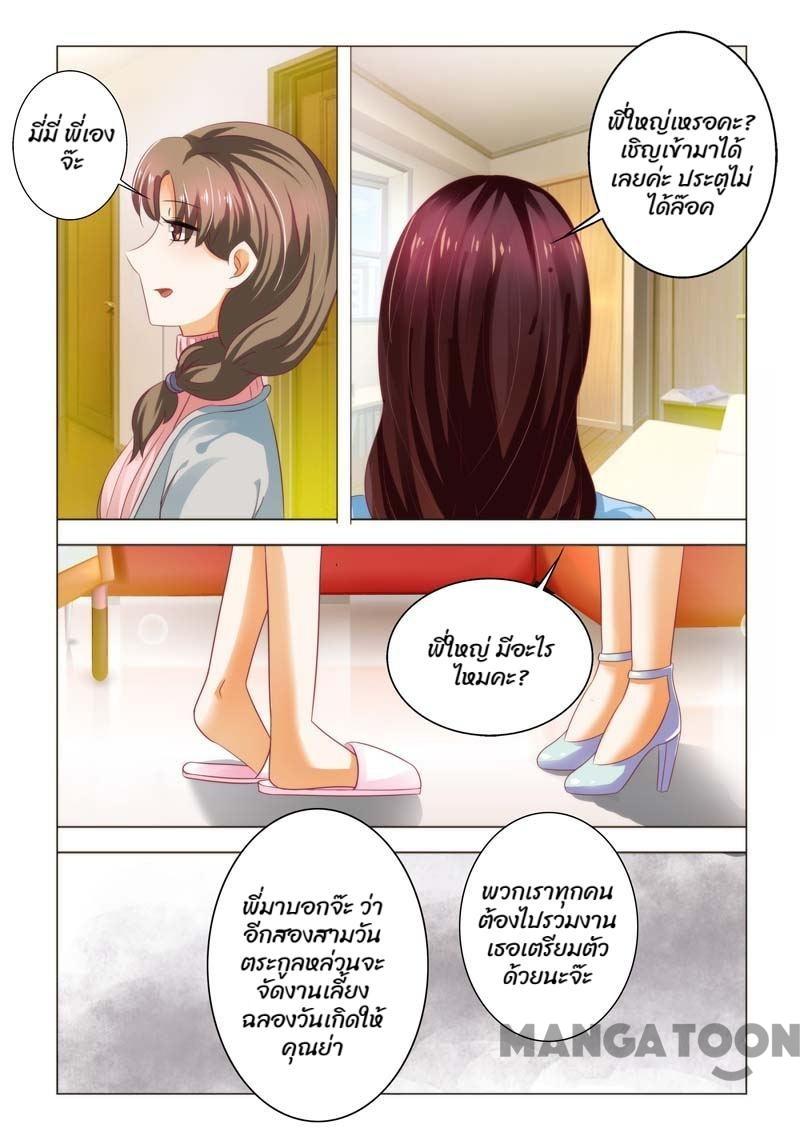 มี่มี่ พี่เอง
จ๊ะ
พี่ใหญ่เหรอคะ?
เชิญเข้ามาได้
เลยค่ะ ประตูไม่
ได้ล๊อค
พี่ใหญ่ มีอะไร
ไหมคะ?
พี่มาบอกจ๊ะ ว่า
อีกสองสามวัน
ตระกูลหล่วนจะ
จัดงานเลี้ยง
ฉลองวันเกิดให้
คุณย่า
พวกเราทุกคน
ต้องไปรวมงาน
เธอเตรียมตัว
ด้วยนะจ๊ะ
MANGATOON